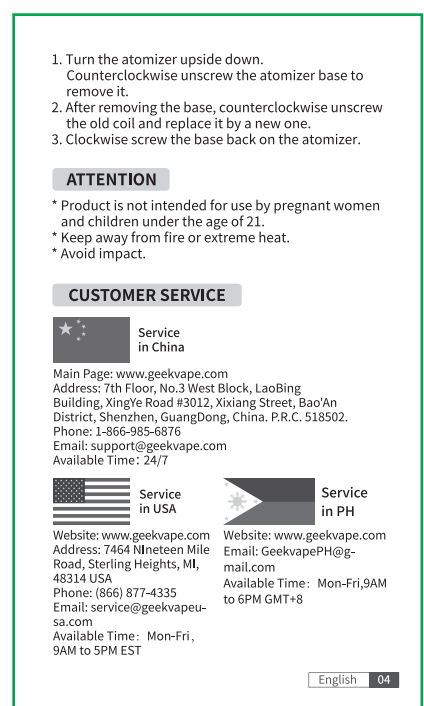 1. Turn the atomizer upside down.
Counterclockwise unscrew the atomizer base to
remove it.
2. After removing the base, counterclockwise unscrew
the old coil and replace it by a new one.
3. Clockwise screw the base back on the atomizer.
ATTENTION
* Product is not intended for use by pregnant women
and children under the age of 21.
* Keep away from fire or extreme heat.
* Avoid impact.
CUSTOMER SERVICE
Service
in China
Main Page: www.geekvape.com
Address: 7th Floor, No.3 West Block, LaoBing
Building, XingYe Road #3012, Xixiang Street, Bao'An
District, Shenzhen, GuangDong, China. P.R.C. 518502.
Phone: 1-866-985-6876
Email: support@geekvape.com
Available Time: 24/7
Service
in USA
Website: www.geekvape.com
Address: 7464 NIneteen Mile
Road, Sterling Heights, MI,
48314 USA
Phone: (866) 877-4335
Email: service@geekvapeu-
sa.com
Available Time: Mon-Fri,
9AM to 5PM EST
Service
in PH
Website: www.geekvape.com
Email: GeekvapePH@g-
mail.com
Available Time: Mon-Fri,9AM
to 6PM GMT+8
English 04